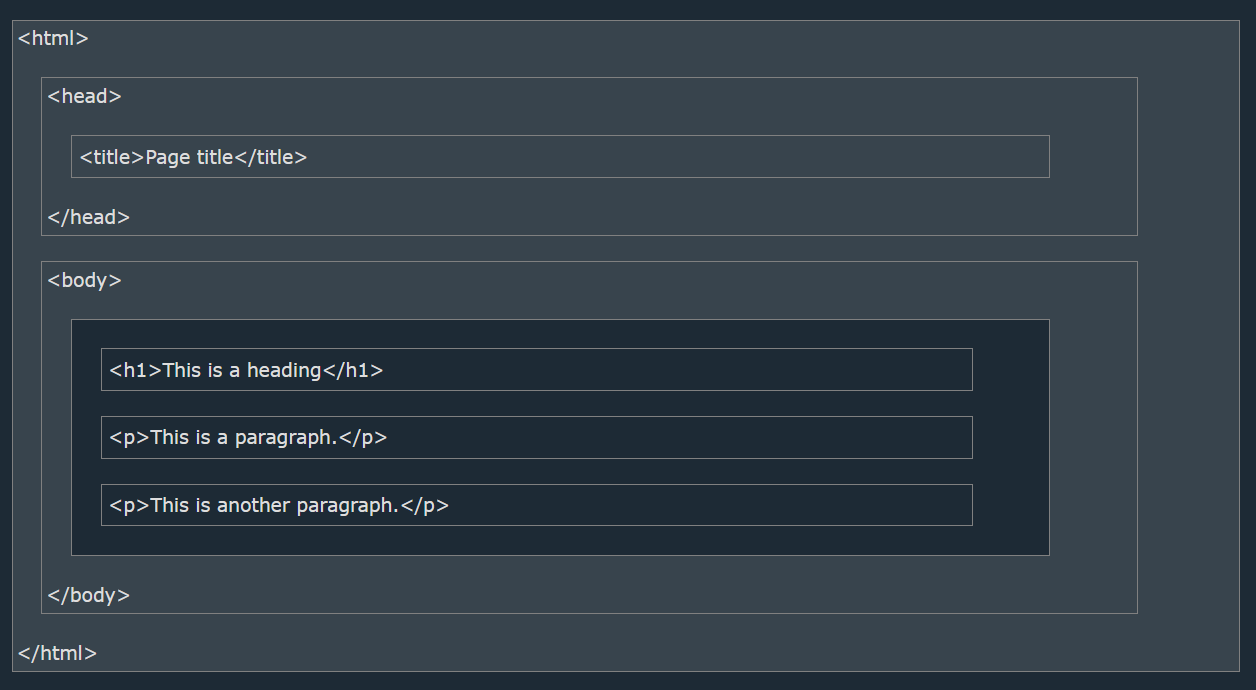 <html>
<head>
<title>Page title</title>
</head>
<body>
<h1>This is a heading</h1>
<p>This is a paragraph.</p>
<p>This is another paragraph.</p>
</body>
</html>